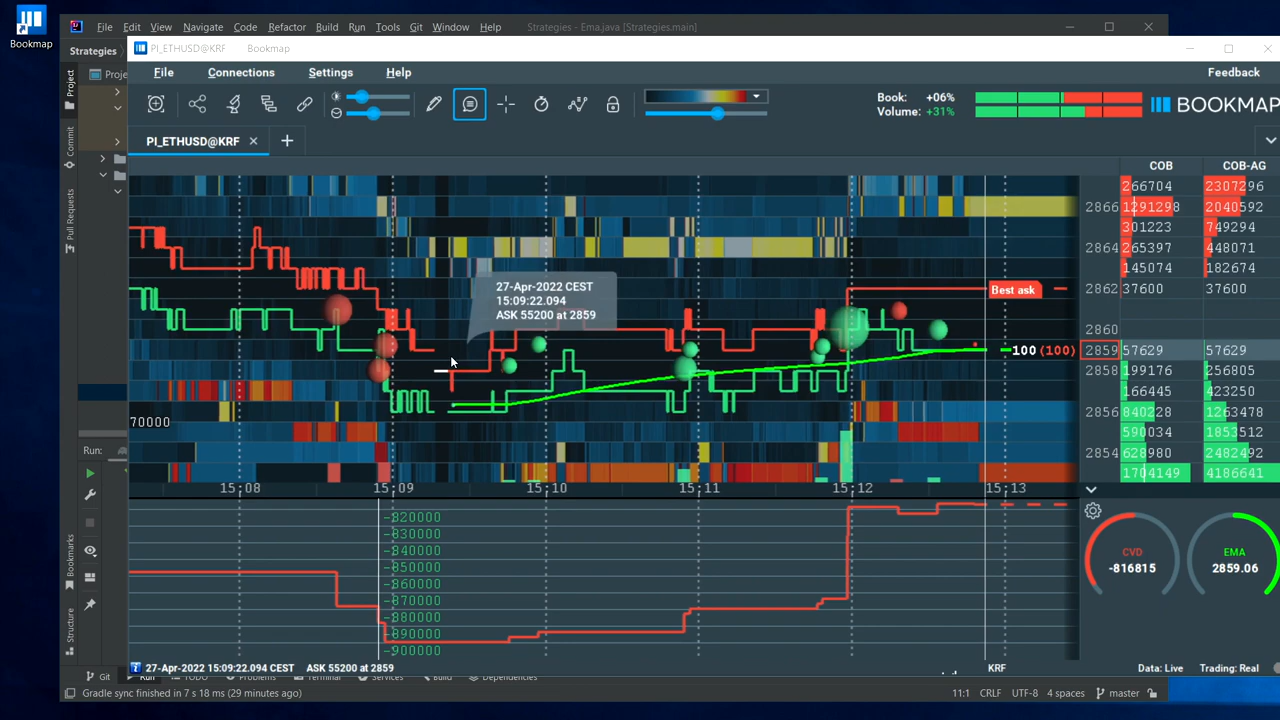 Bookmap
File Edit View Navigate Code Refactor Build Run Tools Git Window Help Strategies - Ema.java [Strategies.main]
Strategies
PI_ETHUSD@KRF Bookmap
Project
Proje
File Connections Settings Help Feedback
Book: +06%
Volume: +31%
BOOKMAP
Commit
PI_ETHUSD@KRF
COB COB-AG
Pull Requests
266704 2307296
2866 1291298 2040592
301223 749294
2864 265397 448071
145074 182674
2862 37600 37600
Best ask
27-Apr-2022 CEST
15:09:22.094
ASK 55200 at 2859
2860
100 (100) 2859 57629 57629
2858 199176 256805
166445 423250
2856 840228 1263478
590034 1853512
2854 628980 2482492
1704149 4186641
70000
Run:
15:08 15:09 15:10 15:11 15:12 15:13
-820000
-830000
-840000
-850000
-860000
-870000
-880000
-890000
-900000
CVD
-816815
EMA
2859.06
Bookmarks
Structure
27-Apr-2022 15:09:22.094 CEST ASK 55200 at 2859 KRF Data: Live Trading: Real
Git Run TODO Problems Terminal Services Build Dependencies
Gradle sync finished in 7 s 18 ms (29 minutes ago) 11:1 CRLF UTF-8 4 spaces master